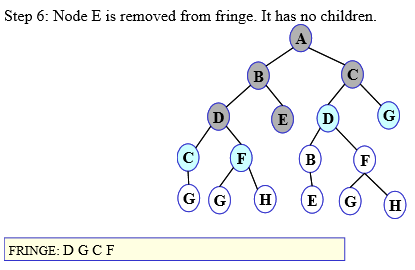 Step 6: Node E is removed from fringe. It has no children.
A
B C
D E D G
C F B F
G G H E G H
FRINGE: D G C F